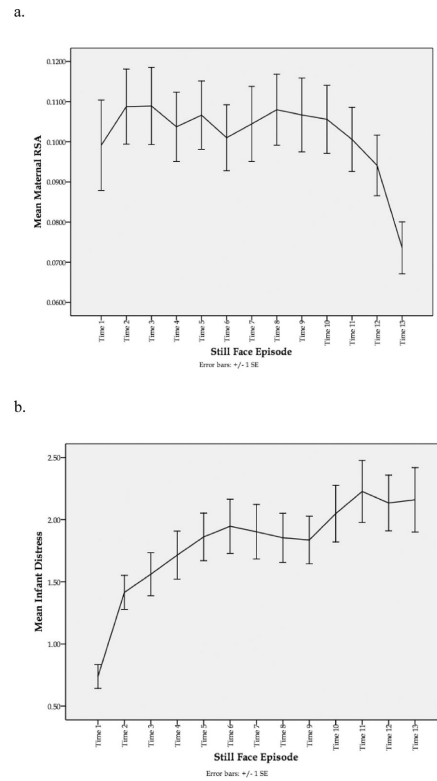 a.
0.1200
0.1100
0.1000
0.0900
0.0800
0.0700
0.0600
Mean Maternal RSA
Time 1
Time 2
Time 3
Time 4
Time 5
Time 6
Time 7
Time 8
Time 9
Time 10
Time 11
Time 12
Time 13
Still Face Episode
Error bars: +/- 1 SE
b.
2.50
2.00
1.50
1.00
0.50
Mean Infant Distress
Time 1
Time 2
Time 3
Time 4
Time 5
Time 6
Time 7
Time 8
Time 9
Time 10
Time 11
Time 12
Time 13
Still Face Episode
Error bars: +/- 1 SE